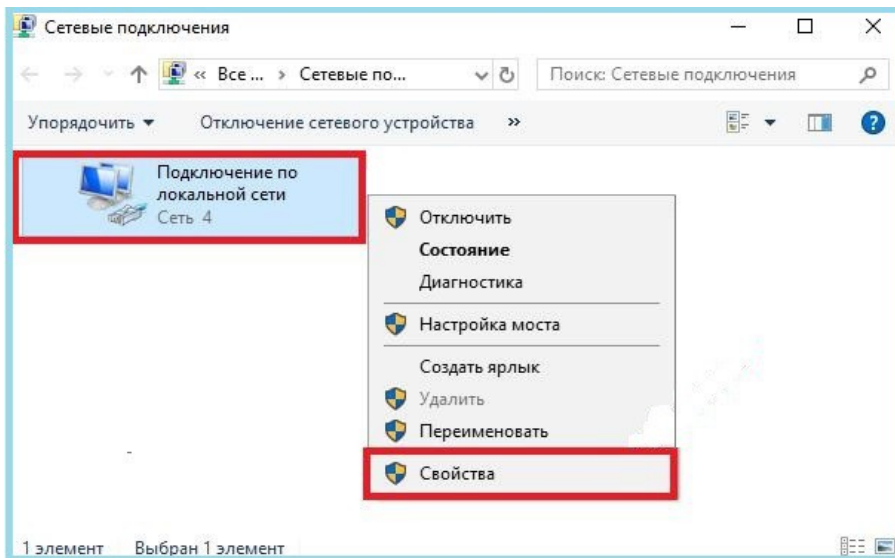 Сетевые подключения
« Все ... › Сетевые по...
Поиск: Сетевые подключения
Упорядочить
Отключение сетевого устройства »
?
Подключение по
локальной сети
Сеть 4
Отключить
Состояние
Диагностика
Настройка моста
Создать ярлык
Удалить
Переименовать
Свойства
1 элемент Выбран 1 элемент